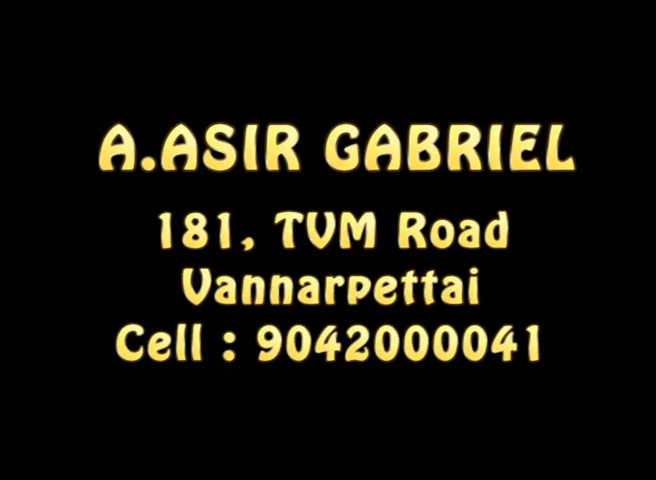 A.ASIR GABRIEL
181, TVM Road
Vannarpettai
Cell : 9042000041